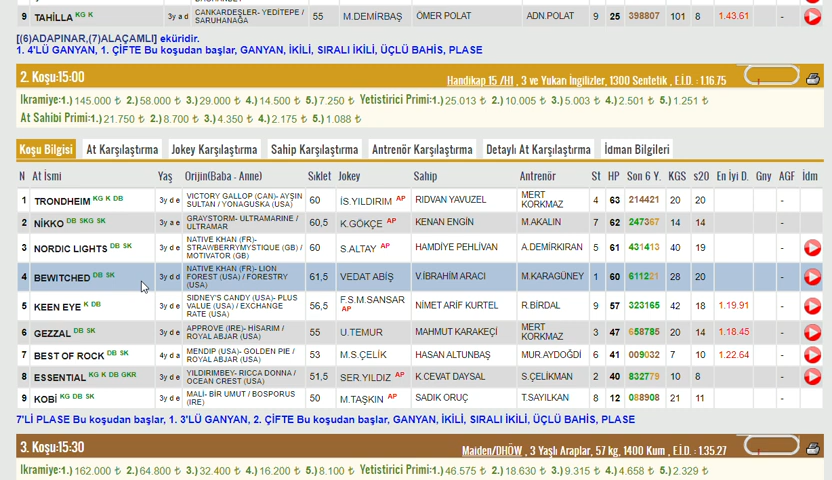 CANKARDEŞLER- YEDİTEPE /
9 TAHİLLA KG K 3y a d SARUHANAĞA 55 M.DEMİRBAŞ ÖMER POLAT ADN.POLAT 9 25 398807 101 8 1.43.61
[(6)ADAPINAR,(7)ALAÇAMLI] eküridir.
1. 4'LÜ GANYAN, 1. ÇİFTE Bu koşudan başlar, GANYAN, İKİLİ, SIRALI İKİLİ, ÜÇLÜ BAHİS, PLASE
2. Koşu:15:00 Handikap 15 /H1 , 3 ve Yukarı İngilizler, 1300 Sentetik , E.İ.D. : 1.16.75
İkramiye:1.) 145.000 ₺ 2.) 58.000 ₺ 3.) 29.000 ₺ 4.) 14.500 ₺ 5.) 7.250 ₺ Yetistirici Primi:1.) 25.013 ₺ 2.) 10.005 ₺ 3.) 5.003 ₺ 4.) 2.501 ₺ 5.) 1.251 ₺
At Sahibi Primi:1.) 21.750 ₺ 2.) 8.700 ₺ 3.) 4.350 ₺ 4.) 2.175 ₺ 5.) 1.088 ₺
Koşu Bilgisi At Karşılaştırma Jokey Karşılaştırma Sahip Karşılaştırma Antrenör Karşılaştırma Detaylı At Karşılaştırma İdman Bilgileri
N At İsmi Yaş Orijin(Baba - Anne) Sıklet Jokey Sahip Antrenör St HP Son 6 Y. KGS s20 En İyi D. Gny AGF İdm
1 TRONDHEIM KG K DB 3y d e VICTORY GALLOP (CAN)- AYŞIN SULTAN / YONAGUSKA (USA) 60 İS.YILDIRIM AP RIDVAN YAVUZEL MERT KORKMAZ 4 63 214421 20 20 -
2 NİKKO DB SKG SK 3y a e GRAYSTORM- ULTRAMARINE / ULTRAMAR 60,5 K.GÖKÇE AP KENAN ENGİN M.AKALIN 7 62 247367 14 14 -
3 NORDIC LIGHTS DB SK 3y d e NATIVE KHAN (FR)- STRAWBERRYMYSTIQUE (GB) / MOTIVATOR (GB) 60 S.ALTAY AP HAMDİYE PEHLİVAN A.DEMİRKIRAN 5 61 431413 40 19 -
4 BEWITCHED DB SK 3y d d NATIVE KHAN (FR)- LION FOREST (USA) / FORESTRY (USA) 61,5 VEDAT ABİŞ V.İBRAHİM ARACI M.KARAGÜNEY 1 60 611221 28 20 -
5 KEEN EYE K DB 3y d e SIDNEY'S CANDY (USA)- PLUS VALUE (USA) / EXCHANGE RATE (USA) 56,5 F.S.M.SANSAR AP NİMET ARİF KURTEL R.BİRDAL 9 57 323165 42 18 1.19.91 -
6 GEZZAL DB SK 3y d e APPROVE (IRE)- HİSARIM / ROYAL ABJAR (USA) 55 U.TEMUR MAHMUT KARAKEÇİ MERT KORKMAZ 3 47 658785 20 14 1.18.45 -
7 BEST OF ROCK DB SK 4y d a MENDIP (USA)- GOLDEN PIE / ROYAL ABJAR (USA) 53 M.S.ÇELİK HASAN ALTUNBAŞ MUR.AYDOĞDİ 6 41 009032 7 10 1.22.64 -
8 ESSENTIAL KG K DB GKR 3y d e YILDIRIMBEY- RICCA DONNA / OCEAN CREST (USA) 51,5 SER.YILDIZ AP K.CEVAT DAYSAL S.ÇELİKMAN 2 40 832779 10 8 -
9 KOBİ KG DB SK 3y d e MALİ- BİR UMUT / BOSPORUS (IRE) 50 M.TAŞKIN AP SADIK ORUÇ T.SAYILKAN 8 12 088908 21 11 -
7'Lİ PLASE Bu koşudan başlar, 1. 3'LÜ GANYAN, 2. ÇİFTE Bu koşudan başlar, GANYAN, İKİLİ, SIRALI İKİLİ, ÜÇLÜ BAHİS, PLASE
3. Koşu:15:30 Maiden/DHÖW , 3 Yaşlı Araplar, 57 kg, 1400 Kum , E.İ.D. : 1.35.27
İkramiye:1.) 162.000 ₺ 2.) 64.800 ₺ 3.) 32.400 ₺ 4.) 16.200 ₺ 5.) 8.100 ₺ Yetistirici Primi:1.) 46.575 ₺ 2.) 18.630 ₺ 3.) 9.315 ₺ 4.) 4.658 ₺ 5.) 2.329 ₺